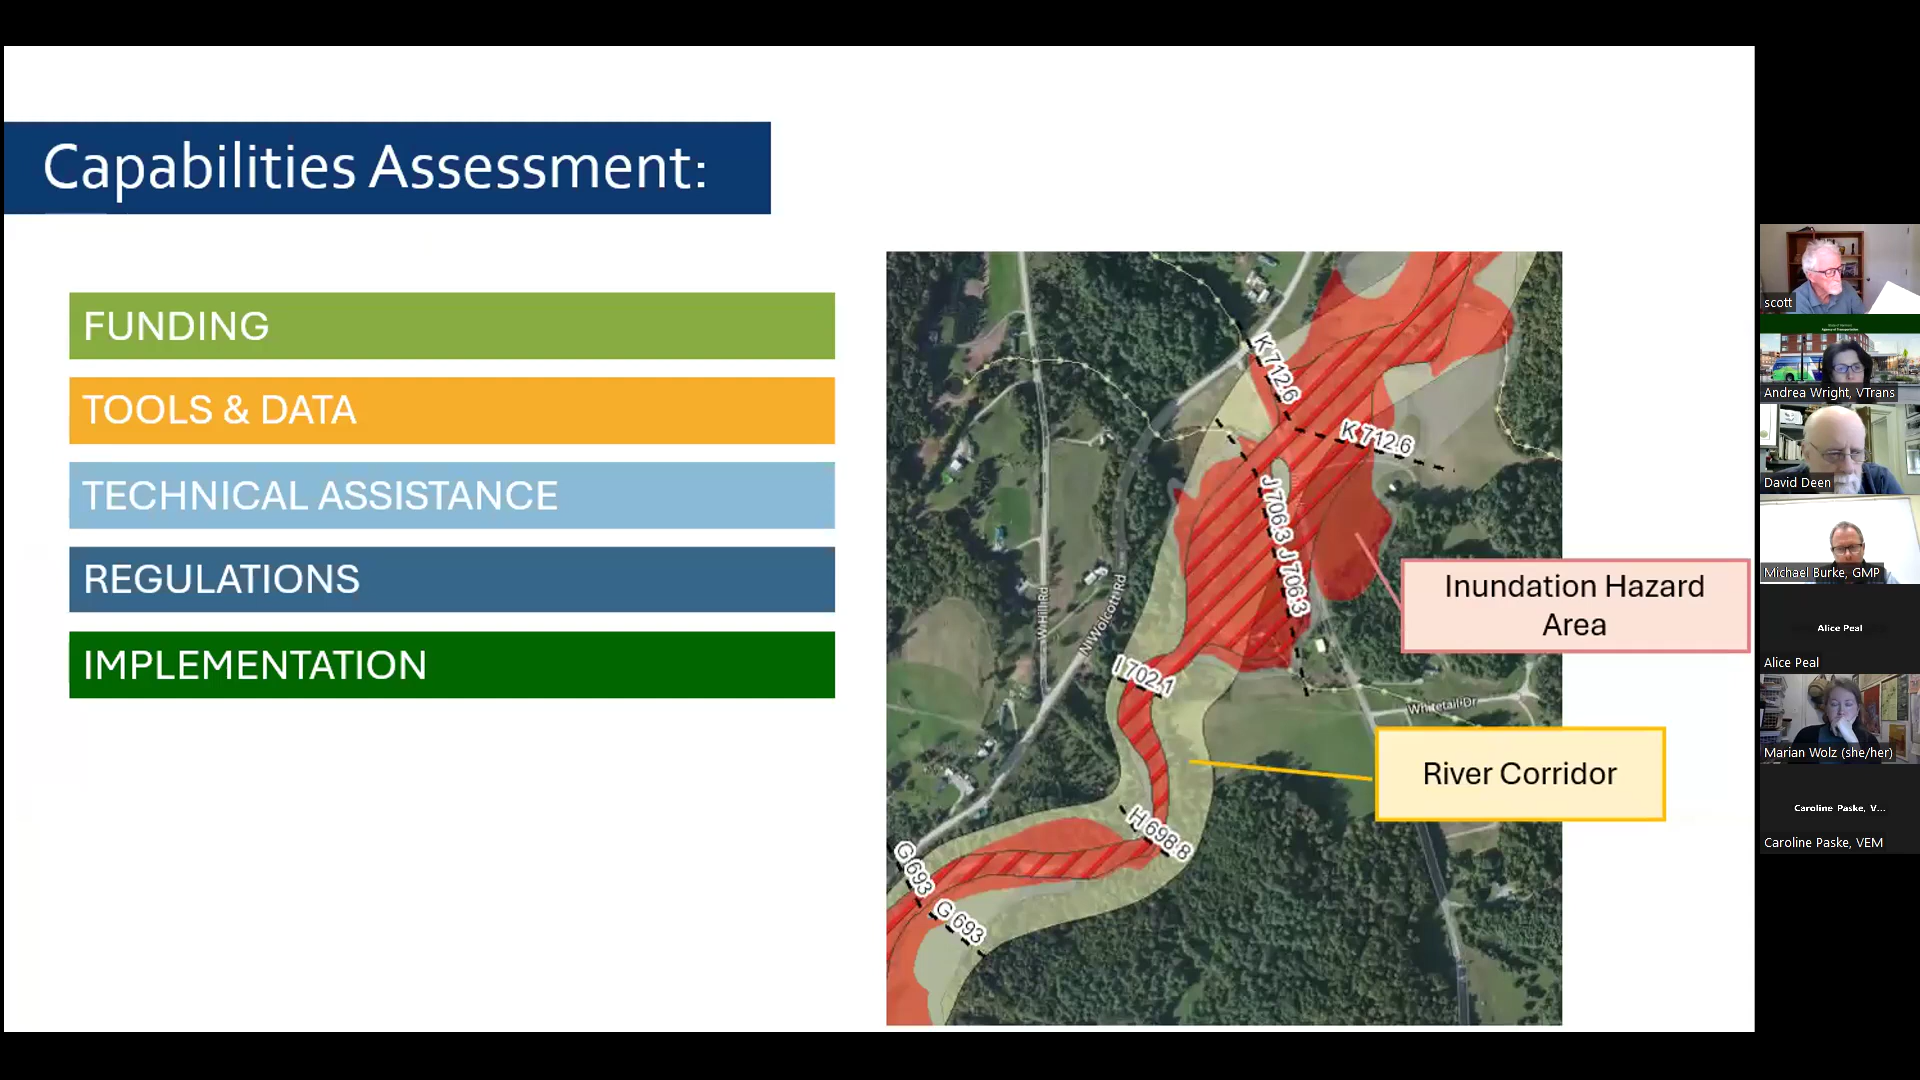 Capabilities Assessment:
FUNDING
TOOLS & DATA
TECHNICAL ASSISTANCE
REGULATIONS
IMPLEMENTATION
K 712.6
K 712.6
J 706.3 J 706.3
W Hill Rd
N Wolcott Rd
I 702.1
Whitetail Dr
H 698.8
G 693
G 693
Inundation Hazard
Area
River Corridor
scott
Andrea Wright, VTrans
David Deen
Michael Burke, GMP
Alice Peal
Alice Peal
Marian Wolz (she/her)
Caroline Paske, V...
Caroline Paske, VEM